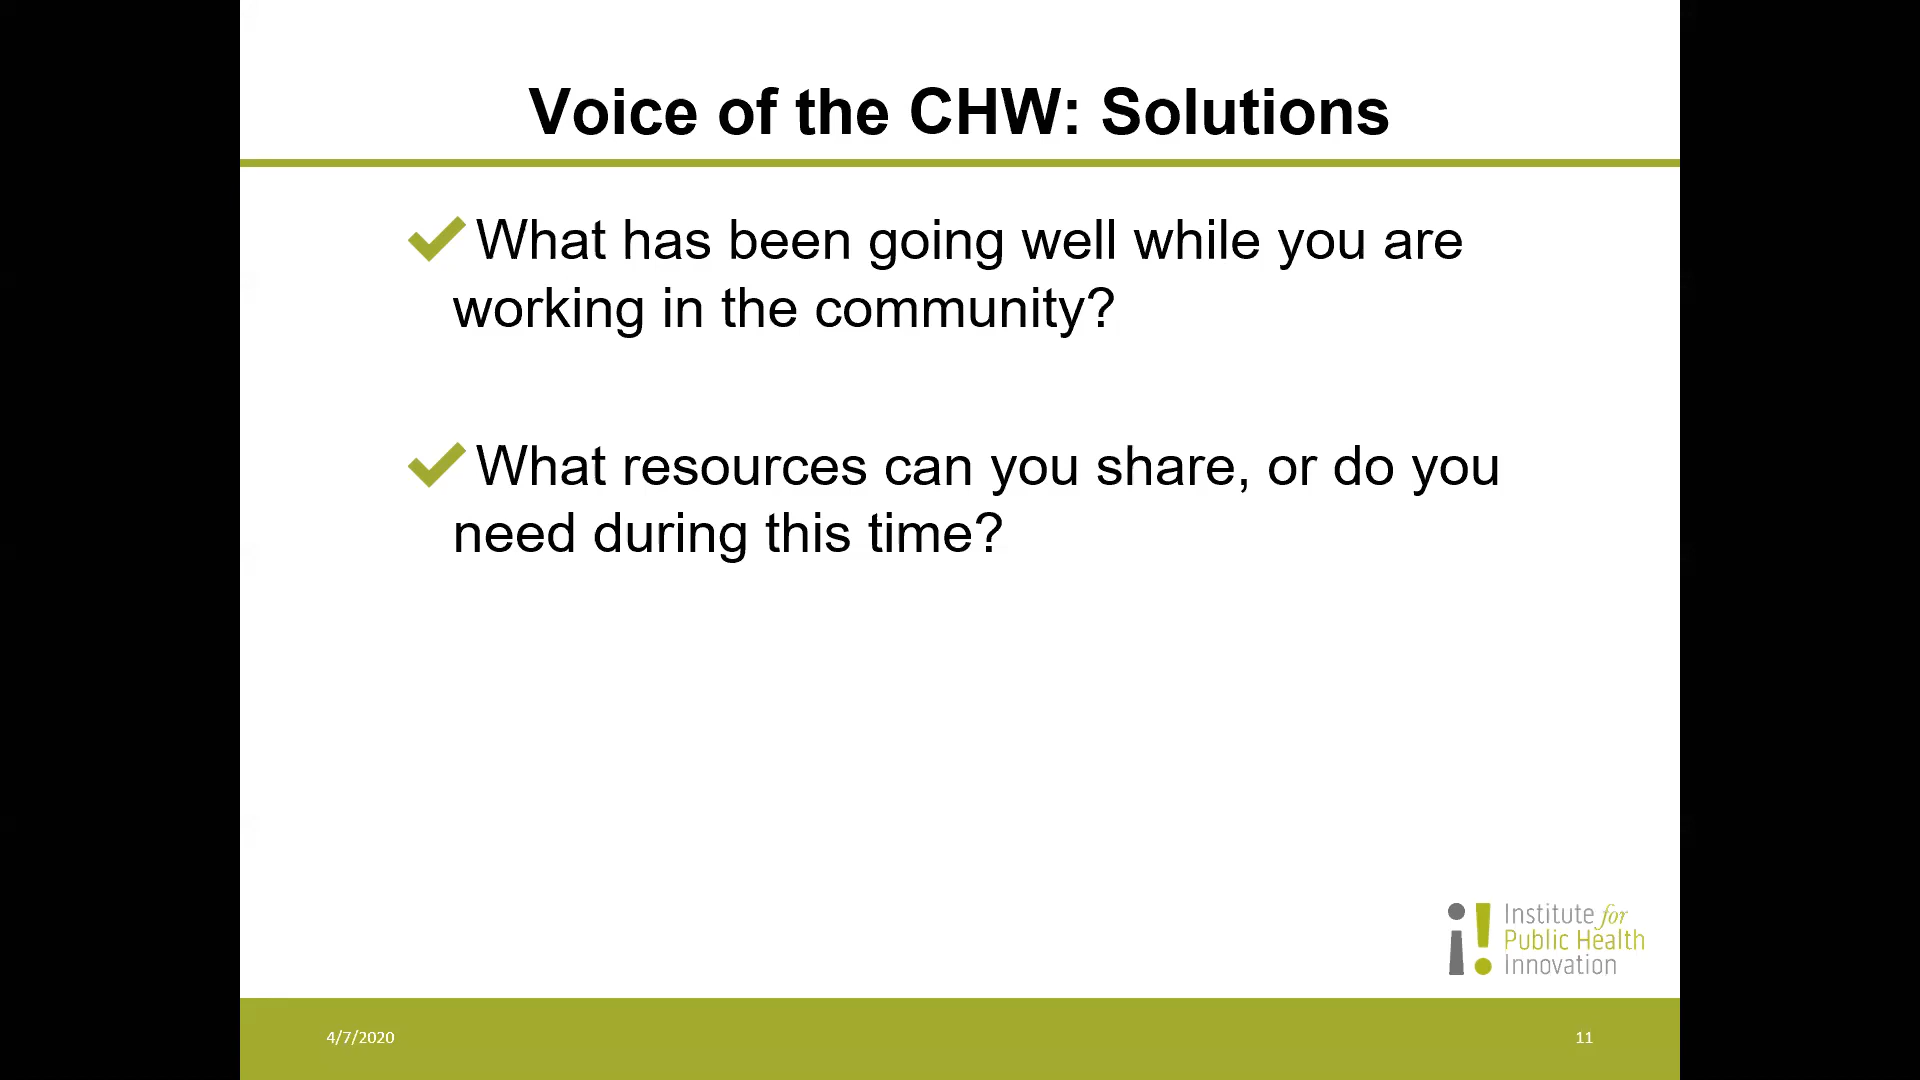 Voice of the CHW: Solutions
What has been going well while you are
working in the community?
What resources can you share, or do you
need during this time?
Institute for
Public Health
Innovation
4/7/2020
11